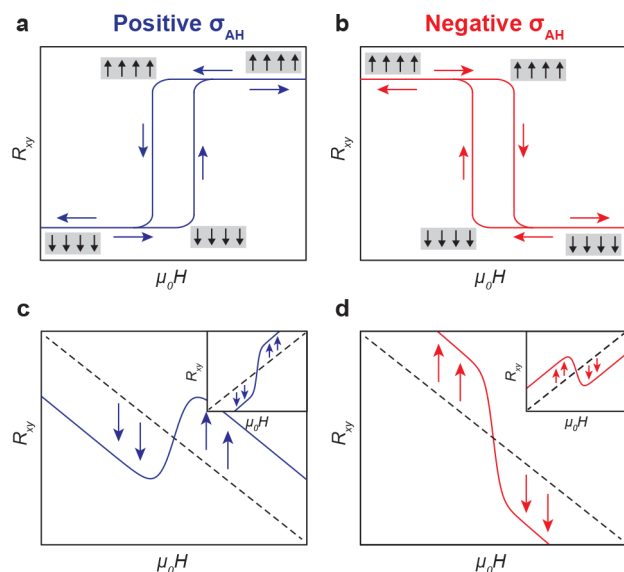 a Positive σAH
b Negative σAH
Rxy
Rxy
μ0H
μ0H
c
d
Rxy
Rxy
μ0H
Rxy
Rxy
μ0H
μ0H
μ0H